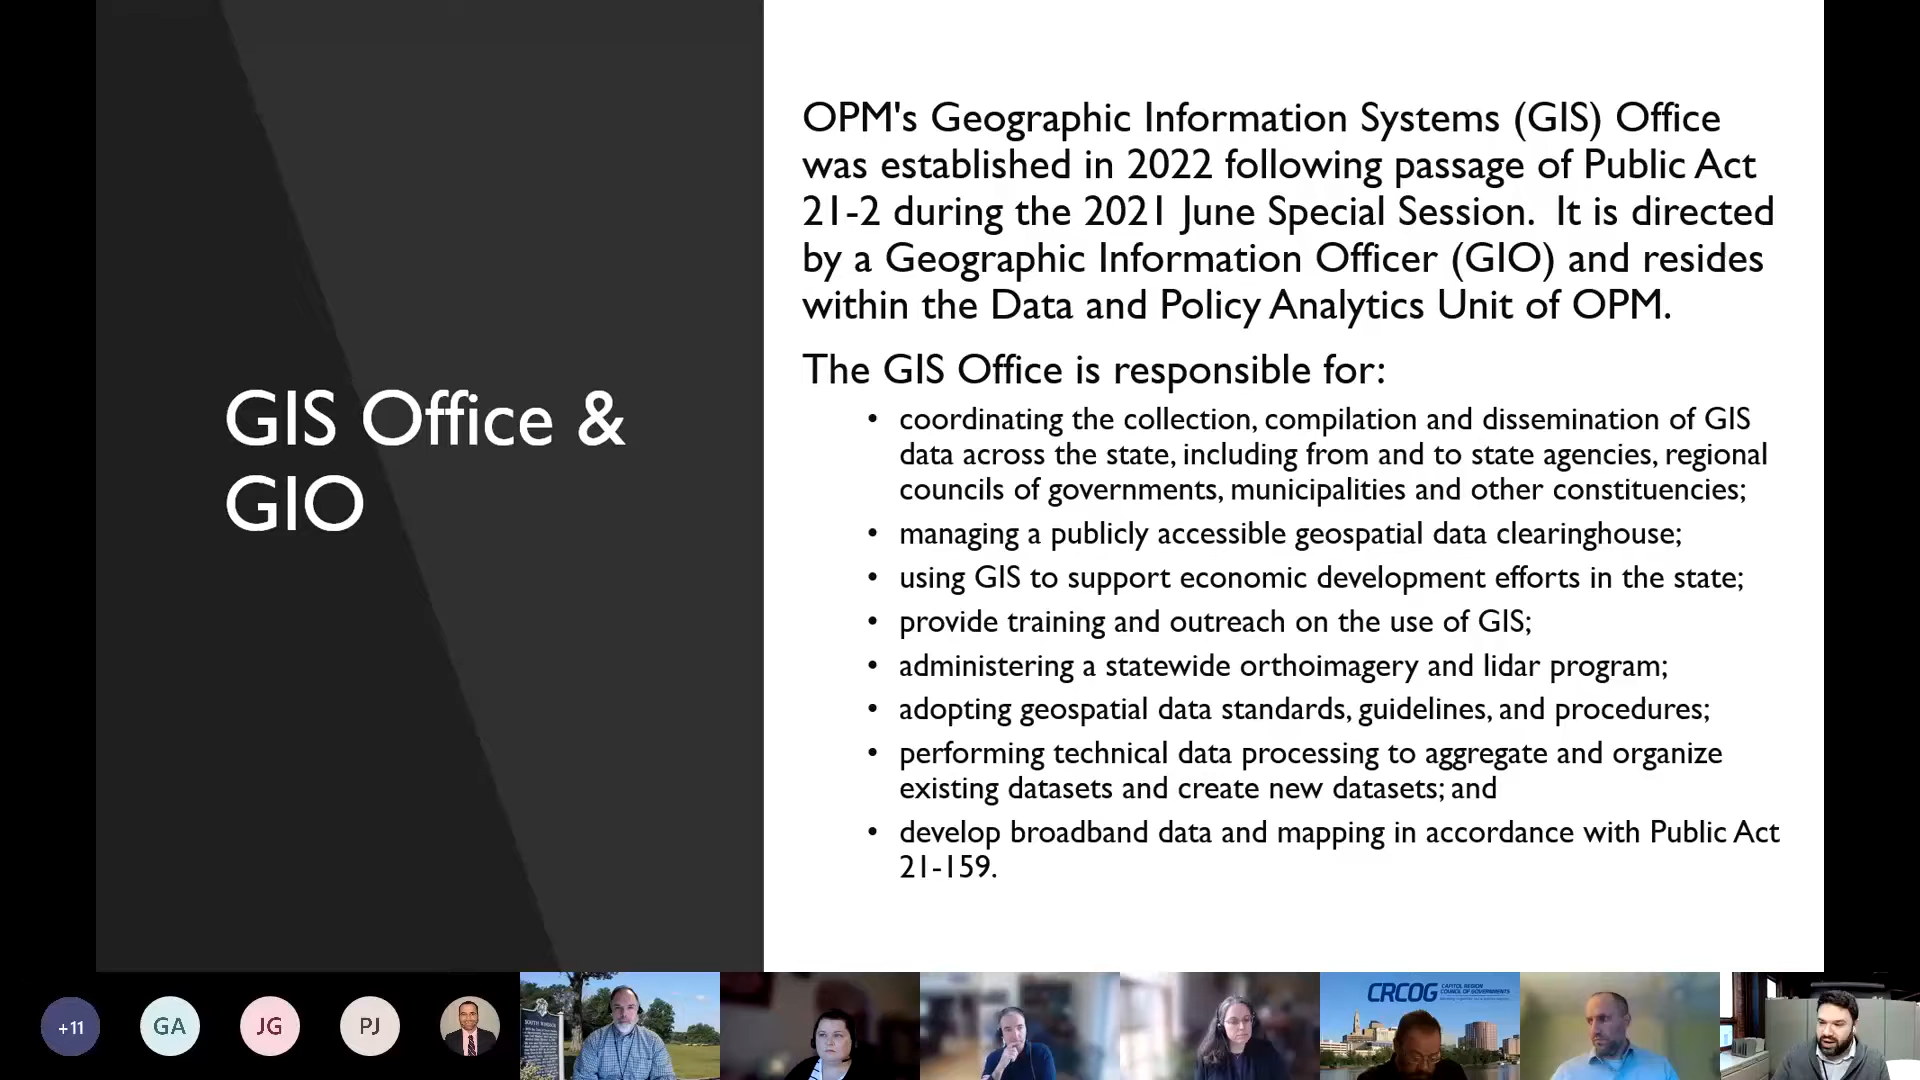 GIS Office &
GIO
OPM's Geographic Information Systems (GIS) Office
was established in 2022 following passage of Public Act
21-2 during the 2021 June Special Session.  It is directed
by a Geographic Information Officer (GIO) and resides
within the Data and Policy Analytics Unit of OPM.
The GIS Office is responsible for:
• coordinating the collection, compilation and dissemination of GIS
data across the state, including from and to state agencies, regional
councils of governments, municipalities and other constituencies;
• managing a publicly accessible geospatial data clearinghouse;
• using GIS to support economic development efforts in the state;
• provide training and outreach on the use of GIS;
• administering a statewide orthoimagery and lidar program;
• adopting geospatial data standards, guidelines, and procedures;
• performing technical data processing to aggregate and organize
existing datasets and create new datasets; and
• develop broadband data and mapping in accordance with Public Act
21-159.
+11
GA
JG
PJ
SOUTH WINDSOR
CRCOG
CAPITOL REGION
COUNCIL OF GOVERNMENTS